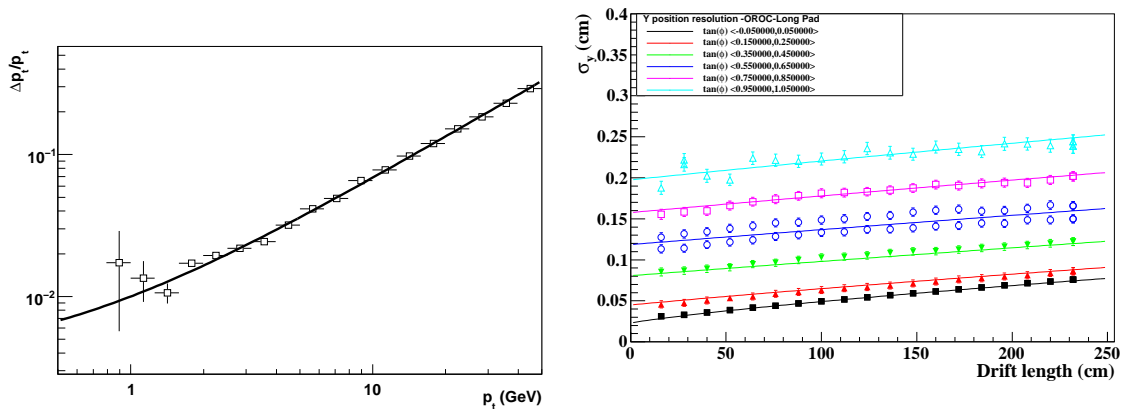 Δp_t/p_t
10⁻¹
10⁻²
1
10
p_t (GeV)
Y position resolution -OROC-Long Pad
tan(φ) <-0.050000,0.050000>
tan(φ) <0.150000,0.250000>
tan(φ) <0.350000,0.450000>
tan(φ) <0.550000,0.650000>
tan(φ) <0.750000,0.850000>
tan(φ) <0.950000,1.050000>
σ_y (cm)
0.4
0.35
0.3
0.25
0.2
0.15
0.1
0.05
0
0
50
100
150
200
250
Drift length (cm)